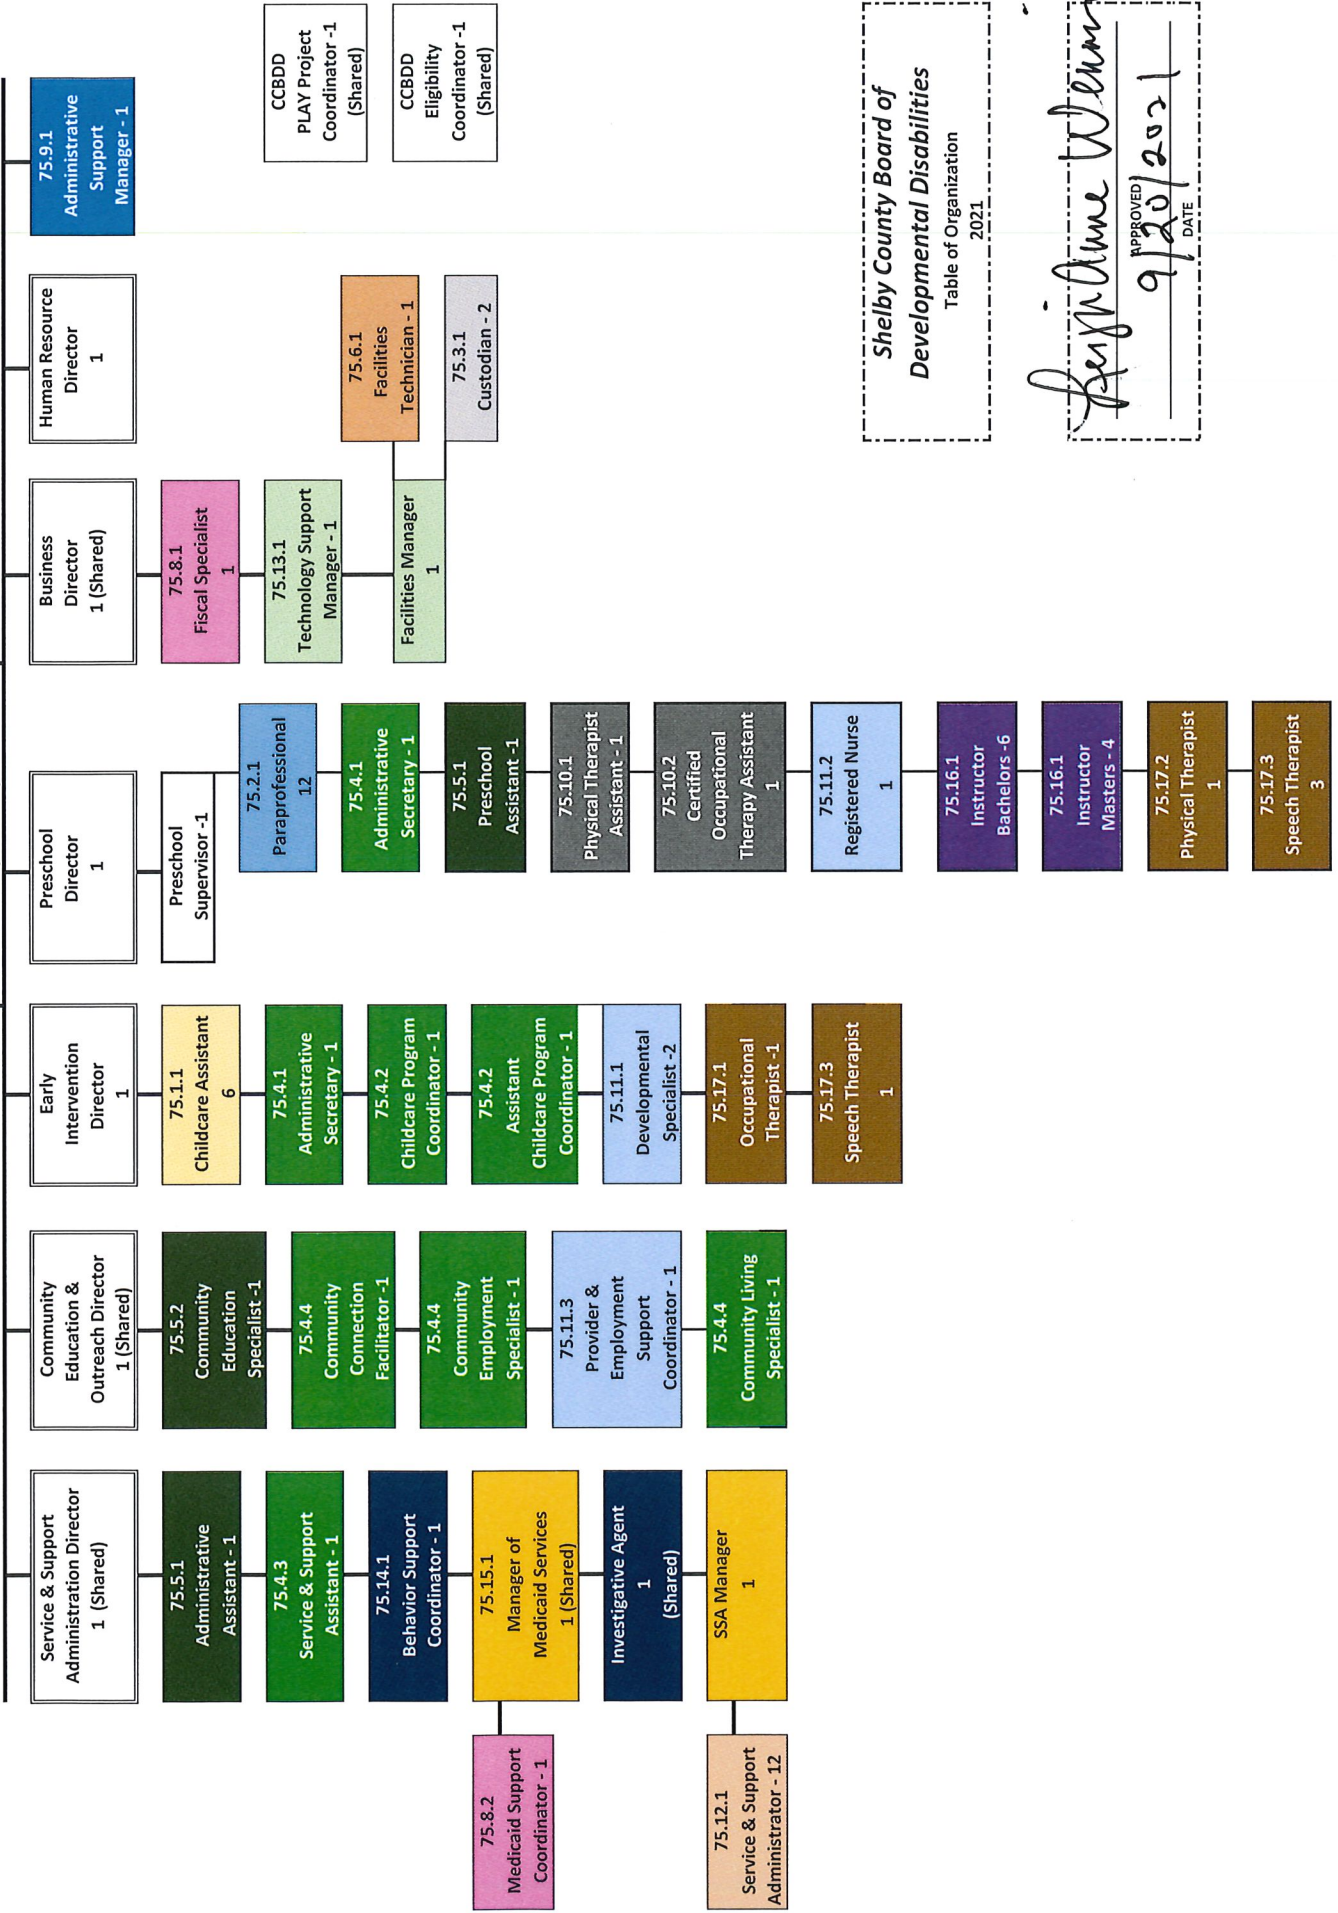 Service & Support
Administration Director
1 (Shared)
75.5.1
Administrative
Assistant - 1
75.4.3
Service & Support
Assistant - 1
75.14.1
Behavior Support
Coordinator - 1
75.15.1
Manager of
Medicaid Services
1 (Shared)
75.8.2
Medicaid Support
Coordinator - 1
Investigative Agent
1
(Shared)
SSA Manager
1
75.12.1
Service & Support
Administrator - 12
Community
Education &
Outreach Director
1 (Shared)
75.5.2
Community
Education
Specialist -1
75.4.4
Community
Connection
Facilitator -1
75.4.4
Community
Employment
Specialist - 1
75.11.3
Provider &
Employment
Support
Coordinator - 1
75.4.4
Community Living
Specialist - 1
Early
Intervention
Director
1
75.1.1
Childcare Assistant
6
75.4.1
Administrative
Secretary - 1
75.4.2
Childcare Program
Coordinator - 1
75.4.2
Assistant
Childcare Program
Coordinator - 1
75.11.1
Developmental
Specialist -2
75.17.1
Occupational
Therapist -1
75.17.3
Speech Therapist
1
Preschool
Director
1
Preschool
Supervisor -1
75.2.1
Paraprofessional
12
75.4.1
Administrative
Secretary - 1
75.5.1
Preschool
Assistant -1
75.10.1
Physical Therapist
Assistant - 1
75.10.2
Certified
Occupational
Therapy Assistant
1
75.11.2
Registered Nurse
1
75.16.1
Instructor
Bachelors -6
75.16.1
Instructor
Masters - 4
75.17.2
Physical Therapist
1
75.17.3
Speech Therapist
3
Business
Director
1 (Shared)
75.8.1
Fiscal Specialist
1
75.13.1
Technology Support
Manager - 1
Facilities Manager
1
75.6.1
Facilities
Technician - 1
75.3.1
Custodian - 2
Human Resource
Director
1
75.9.1
Administrative
Support
Manager - 1
CCBDD
PLAY Project
Coordinator -1
(Shared)
CCBDD
Eligibility
Coordinator -1
(Shared)
Shelby County Board of
Developmental Disabilities
Table of Organization
2021
APPROVED
9/20/2021
DATE